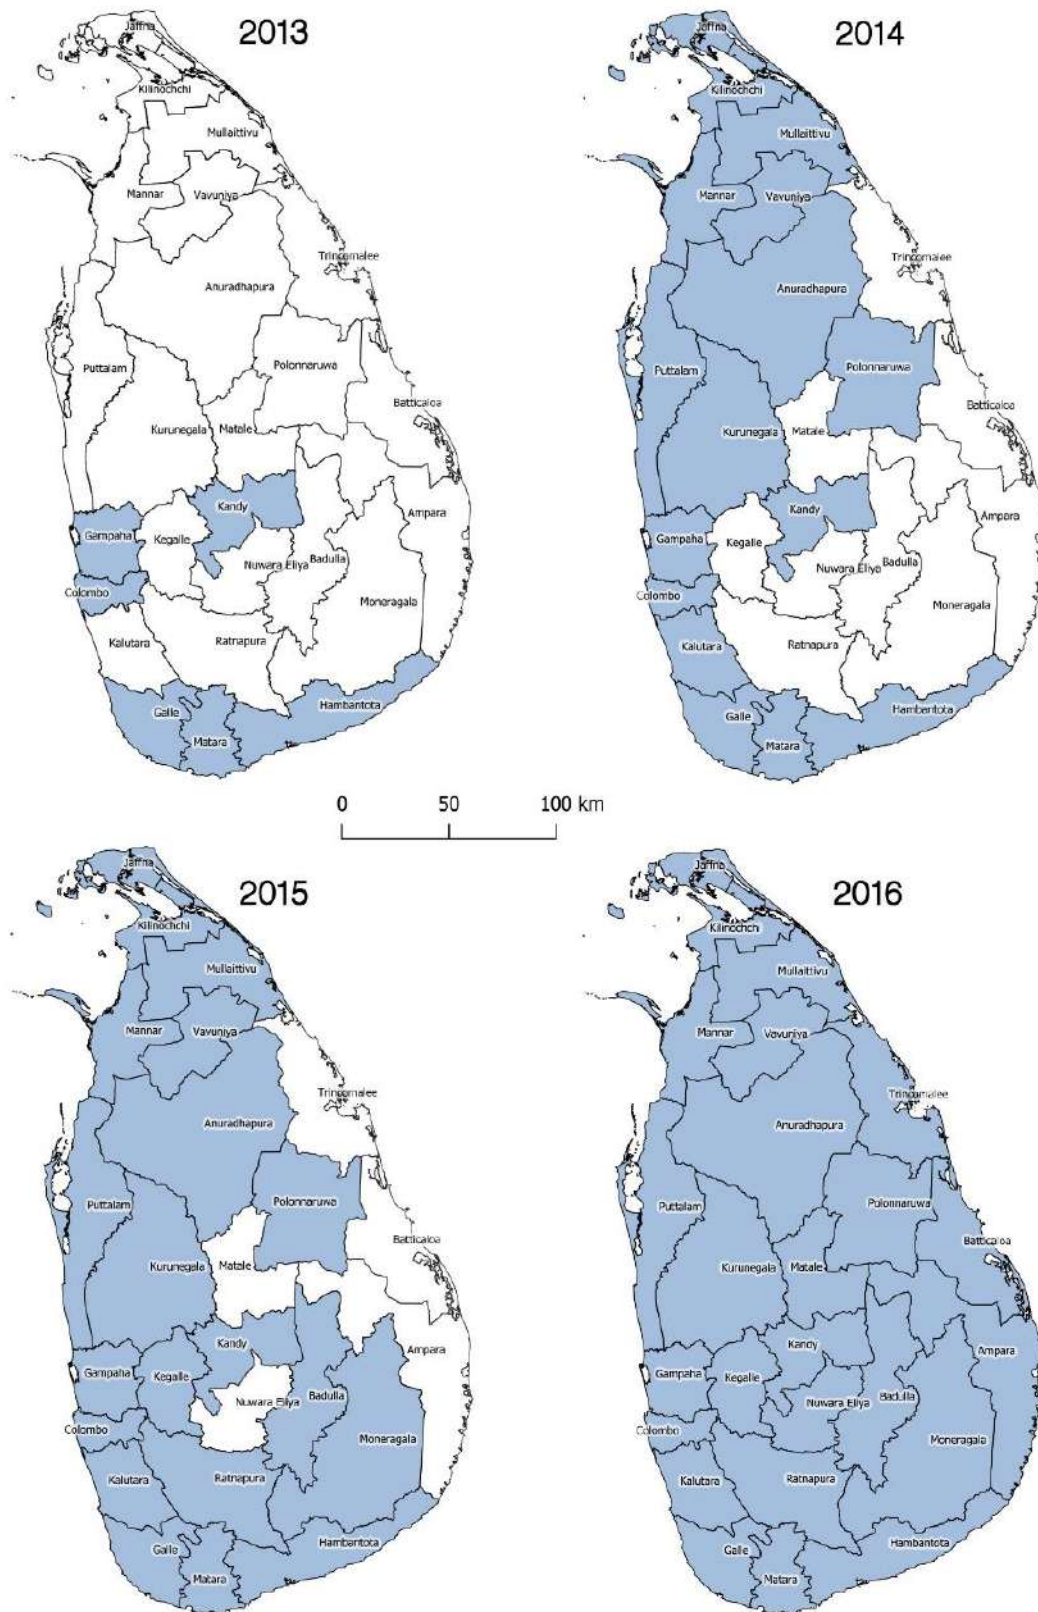 2013
Jaffna
Kilinochchi
Mullaittivu
Mannar
Vavuniya
Trincomalee
Anuradhapura
Puttalam
Polonnaruwa
Batticaloa
Kurunegala
Matale
Kandy
Ampara
Gampaha
Kegalle
Nuwara Eliya
Badulla
Colombo
Moneragala
Kalutara
Ratnapura
Galle
Hambantota
Matara
2014
Jaffna
Kilinochchi
Mullaittivu
Mannar
Vavuniya
Trincomalee
Anuradhapura
Puttalam
Polonnaruwa
Batticaloa
Kurunegala
Matale
Kandy
Ampara
Gampaha
Kegalle
Nuwara Eliya
Badulla
Colombo
Moneragala
Kalutara
Ratnapura
Galle
Hambantota
Matara
0 50 100 km
2015
Jaffna
Kilinochchi
Mullaittivu
Mannar
Vavuniya
Trincomalee
Anuradhapura
Puttalam
Polonnaruwa
Batticaloa
Kurunegala
Matale
Kandy
Ampara
Gampaha
Kegalle
Nuwara Eliya
Badulla
Colombo
Moneragala
Kalutara
Ratnapura
Galle
Hambantota
Matara
2016
Jaffna
Kilinochchi
Mullaittivu
Mannar
Vavuniya
Trincomalee
Anuradhapura
Puttalam
Polonnaruwa
Batticaloa
Kurunegala
Matale
Kandy
Ampara
Gampaha
Kegalle
Nuwara Eliya
Badulla
Colombo
Moneragala
Kalutara
Ratnapura
Galle
Hambantota
Matara